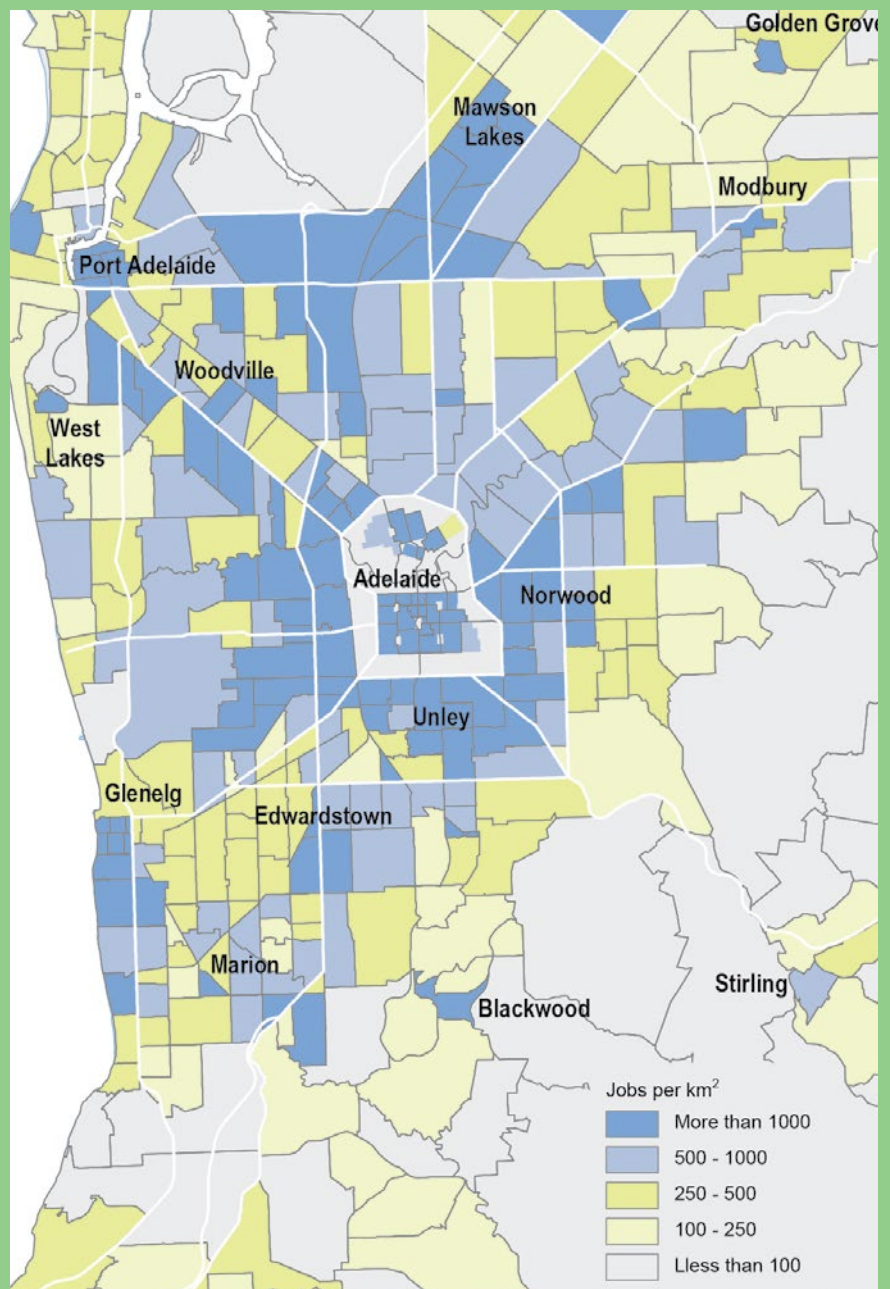 Golden Grove
Mawson
Lakes
Modbury
Port Adelaide
Woodville
West
Lakes
Adelaide
Norwood
Unley
Glenelg
Edwardstown
Marion
Blackwood
Stirling
Jobs per km²
More than 1000
500 - 1000
250 - 500
100 - 250
Lless than 100